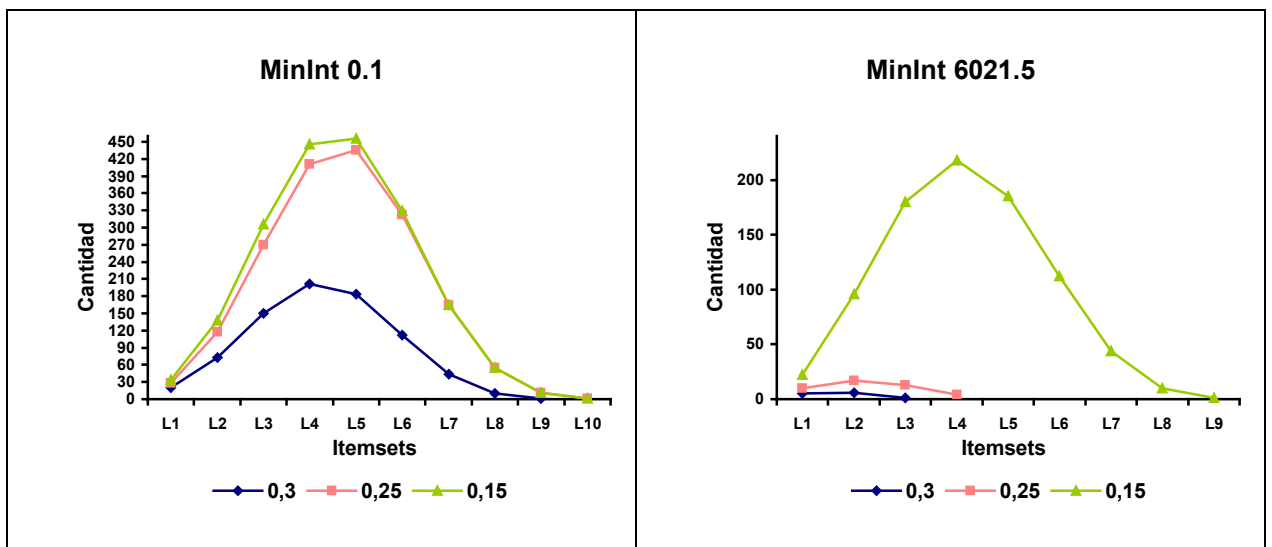 MinInt 0.1
450
420
390
360
330
300
270
240
210
180
150
120
90
60
30
0
Cantidad
L1 L2 L3 L4 L5 L6 L7 L8 L9 L10
Itemsets
0,3 0,25 0,15
MinInt 6021.5
200
150
100
50
0
Cantidad
L1 L2 L3 L4 L5 L6 L7 L8 L9
Itemsets
0,3 0,25 0,15